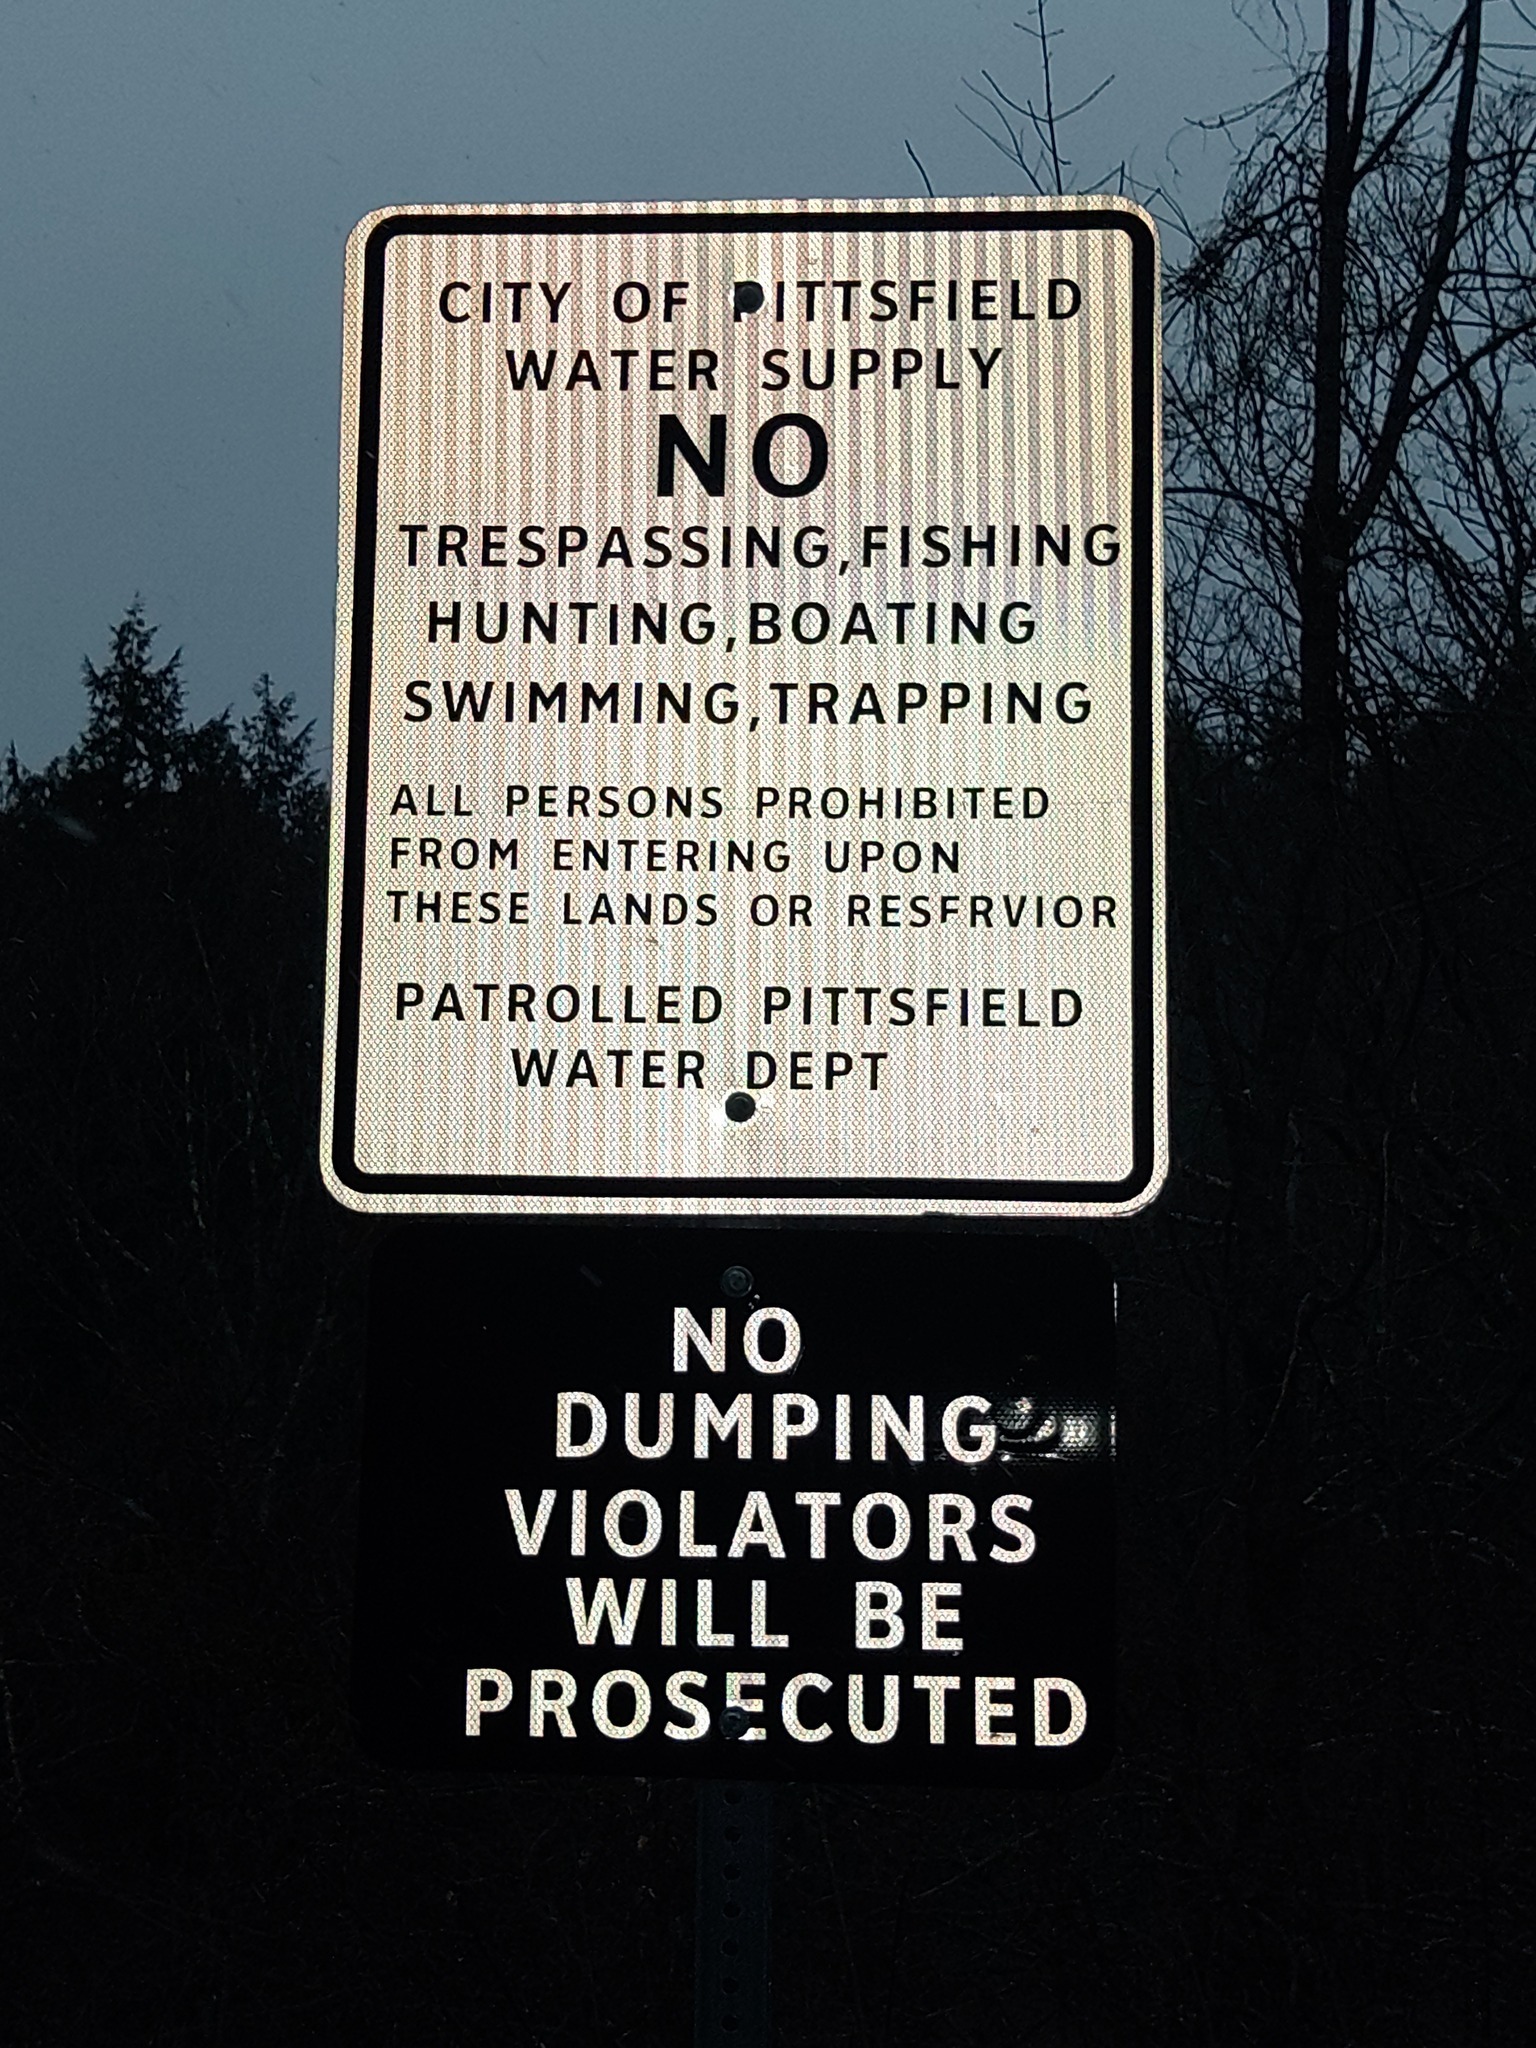 CITY OF PITTSFIELD
WATER SUPPLY
NO
TRESPASSING,FISHING
HUNTING,BOATING
SWIMMING,TRAPPING
ALL PERSONS PROHIBITED
FROM ENTERING UPON
THESE LANDS OR RESFRVIOR
PATROLLED PITTSFIELD
WATER DEPT
NO
DUMPING
VIOLATORS
WILL BE
PROSECUTED